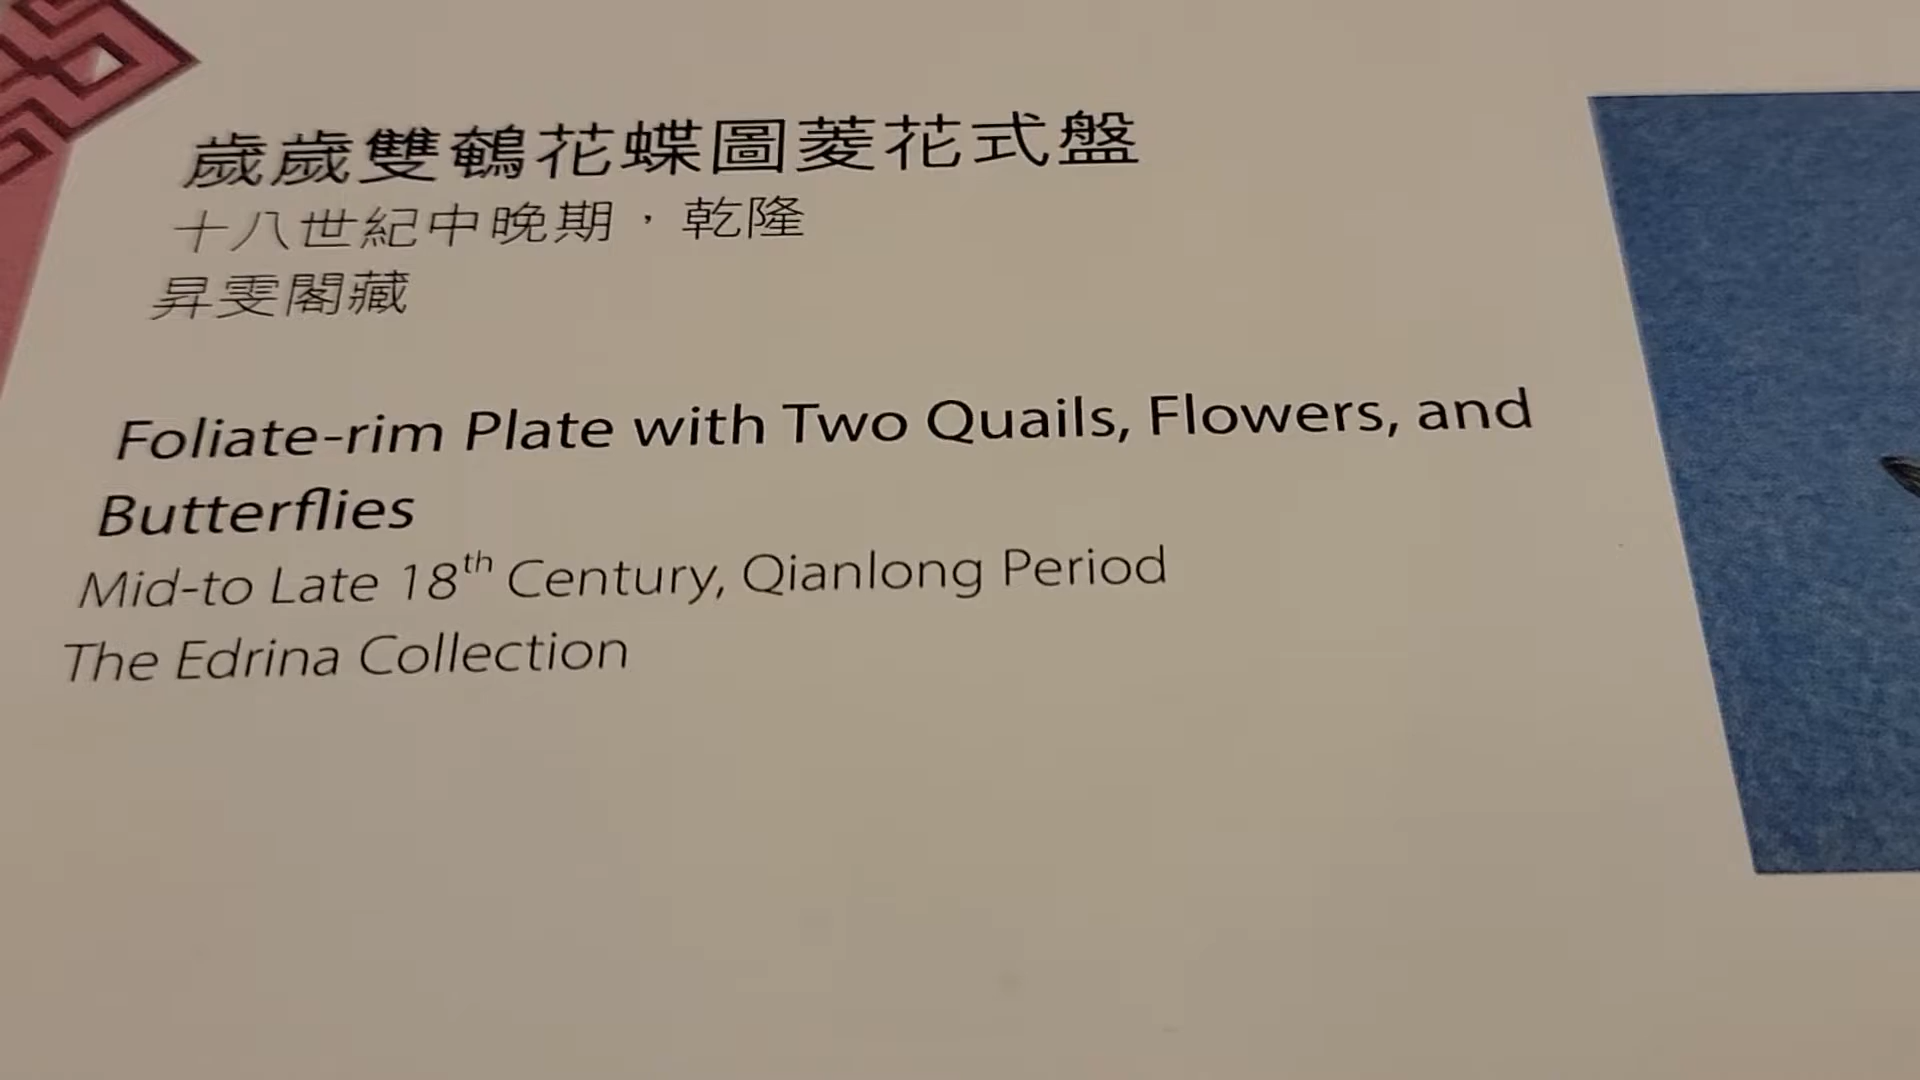 歲歲雙鵪花蝶圖菱花式盤
十八世紀中晚期，乾隆
昇雯閣藏
Foliate-rim Plate with Two Quails, Flowers, and
Butterflies
Mid-to Late 18th Century, Qianlong Period
The Edrina Collection